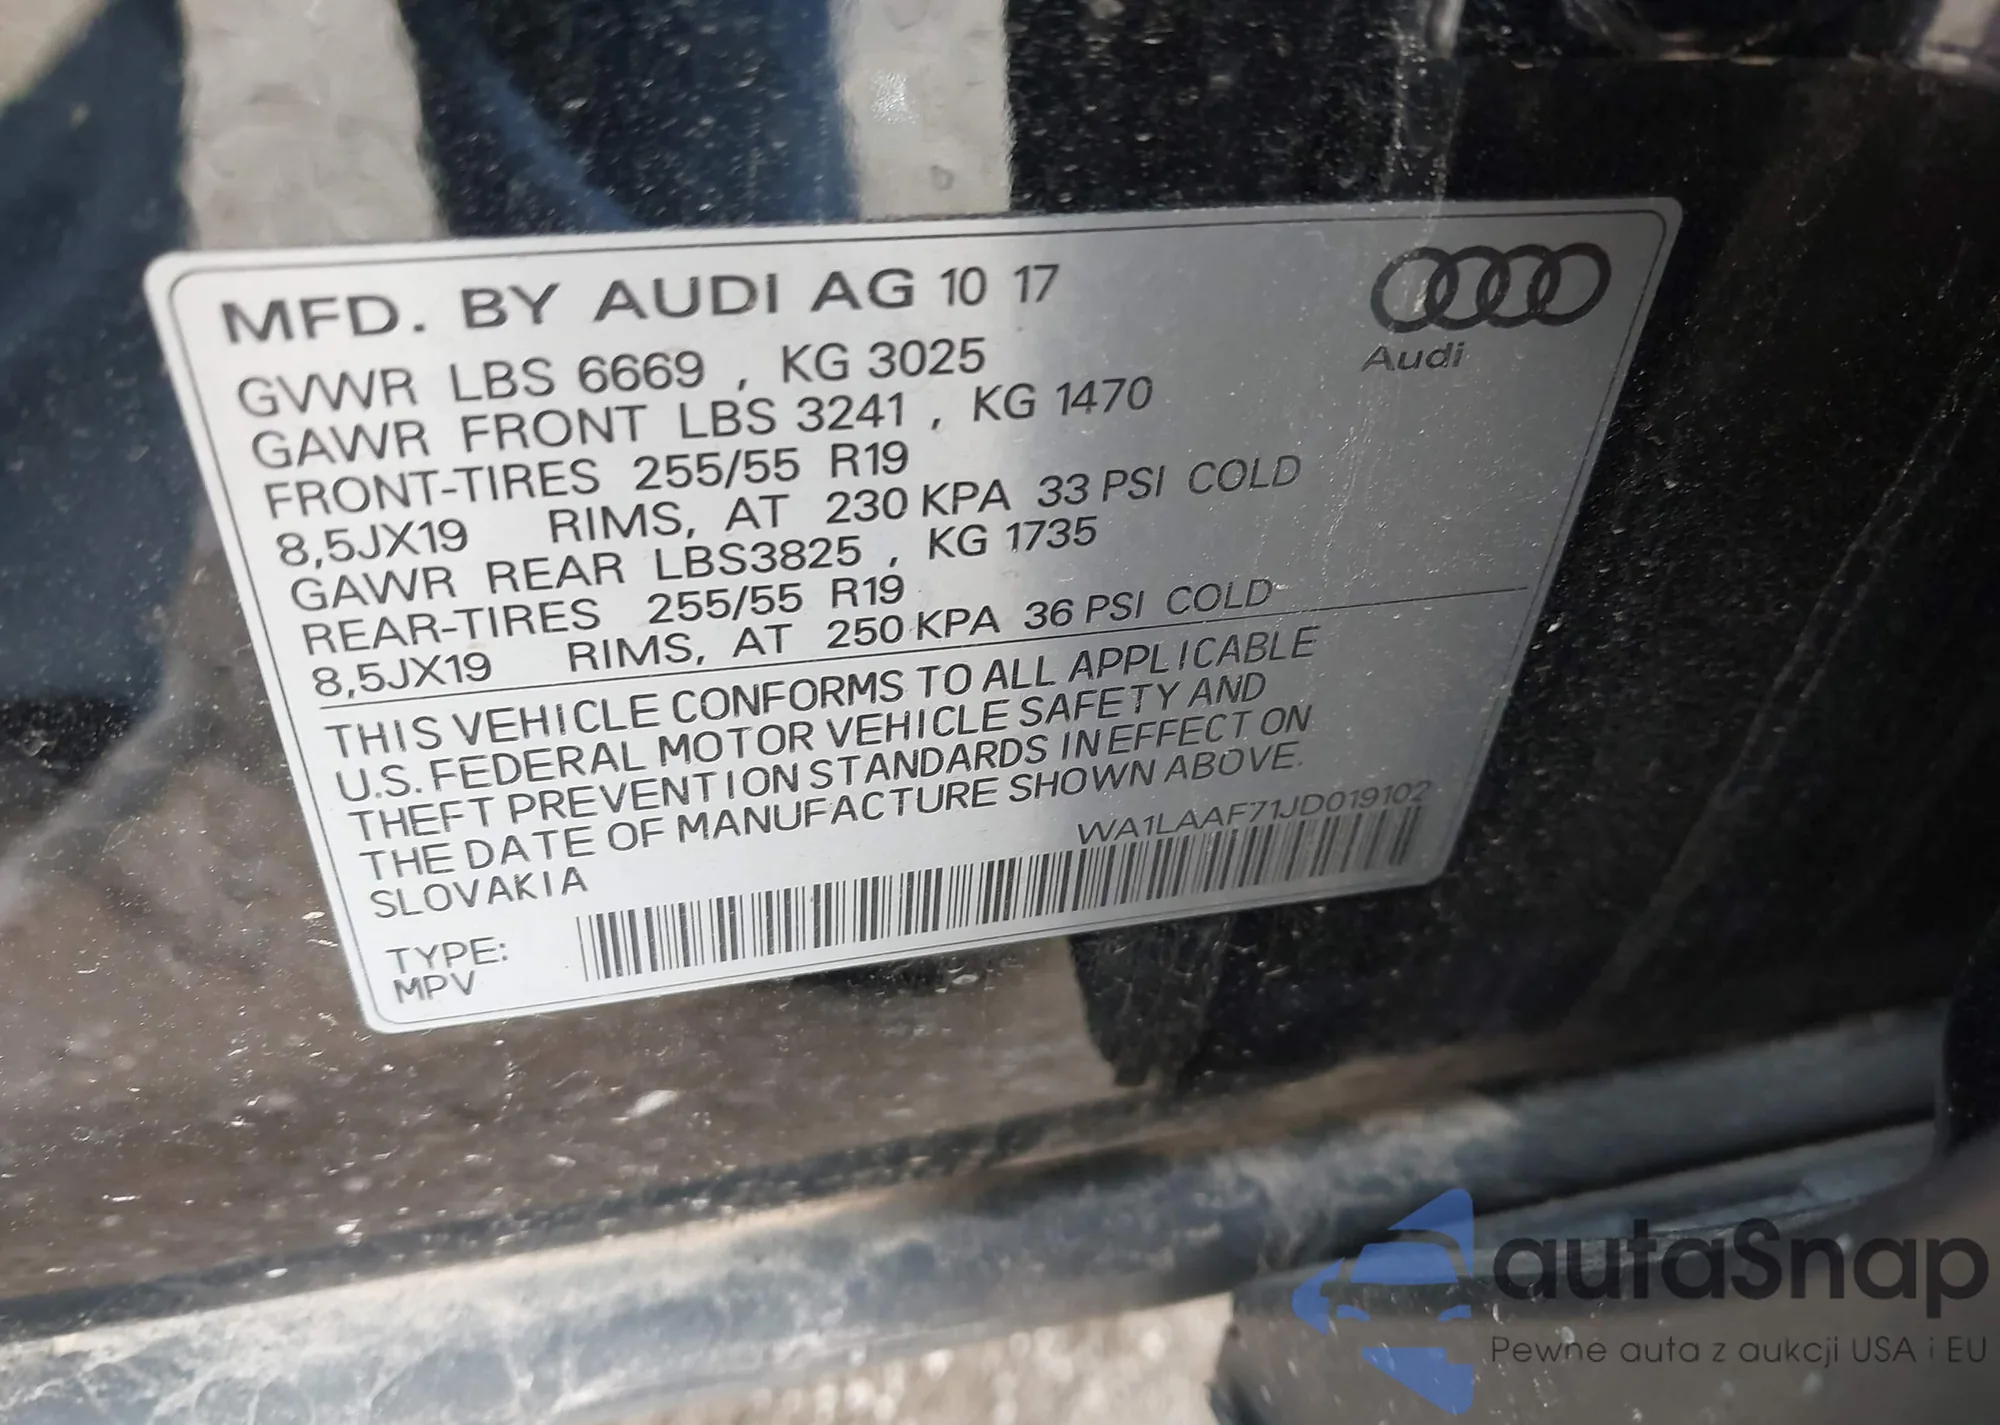 MFD. BY AUDI AG 10 17
Audi
GVWR LBS 6669 , KG 3025
GAWR FRONT LBS 3241 , KG 1470
FRONT-TIRES 255/55 R19
8,5JX19 RIMS, AT 230 KPA 33 PSI COLD
GAWR REAR LBS3825 , KG 1735
REAR-TIRES 255/55 R19
8,5JX19 RIMS, AT 250 KPA 36 PSI COLD
THIS VEHICLE CONFORMS TO ALL APPLICABLE
U.S. FEDERAL MOTOR VEHICLE SAFETY AND
THEFT PREVENTION STANDARDS IN EFFECT ON
THE DATE OF MANUFACTURE SHOWN ABOVE.
SLOVAKIA
WA1LAAF71JD019102
TYPE:
MPV
autaSnap
Pewne auta z aukcji USA i EU